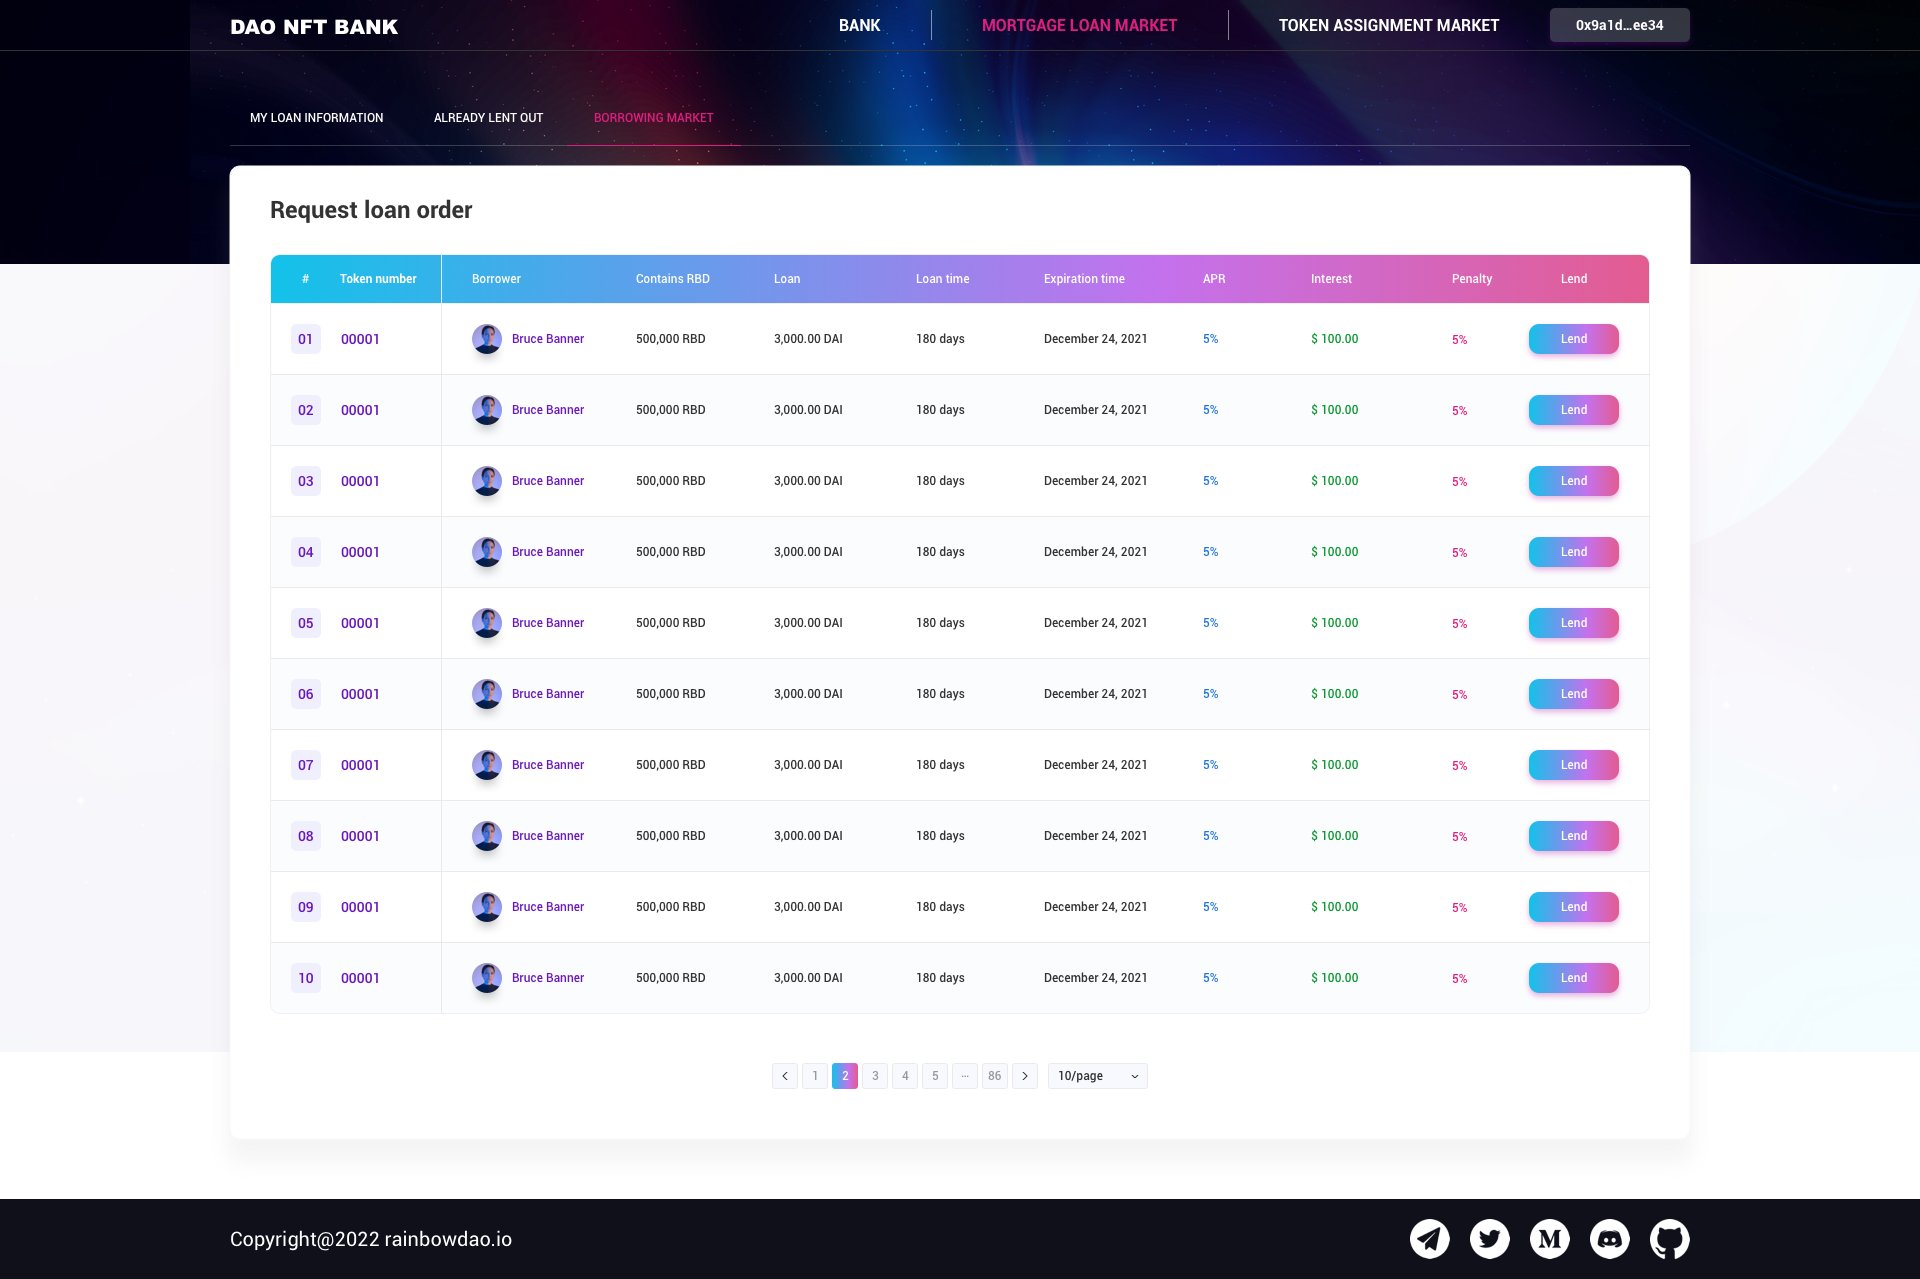 DAO NFT BANK BANK MORTGAGE LOAN MARKET TOKEN ASSIGNMENT MARKET 0x9a1d...ee34
MY LOAN INFORMATION ALREADY LENT OUT BORROWING MARKET
Request loan order
# Token number Borrower Contains RBD Loan Loan time Expiration time APR Interest Penalty Lend
01 00001 Bruce Banner 500,000 RBD 3,000.00 DAI 180 days December 24, 2021 5% $ 100.00 5% Lend
02 00001 Bruce Banner 500,000 RBD 3,000.00 DAI 180 days December 24, 2021 5% $ 100.00 5% Lend
03 00001 Bruce Banner 500,000 RBD 3,000.00 DAI 180 days December 24, 2021 5% $ 100.00 5% Lend
04 00001 Bruce Banner 500,000 RBD 3,000.00 DAI 180 days December 24, 2021 5% $ 100.00 5% Lend
05 00001 Bruce Banner 500,000 RBD 3,000.00 DAI 180 days December 24, 2021 5% $ 100.00 5% Lend
06 00001 Bruce Banner 500,000 RBD 3,000.00 DAI 180 days December 24, 2021 5% $ 100.00 5% Lend
07 00001 Bruce Banner 500,000 RBD 3,000.00 DAI 180 days December 24, 2021 5% $ 100.00 5% Lend
08 00001 Bruce Banner 500,000 RBD 3,000.00 DAI 180 days December 24, 2021 5% $ 100.00 5% Lend
09 00001 Bruce Banner 500,000 RBD 3,000.00 DAI 180 days December 24, 2021 5% $ 100.00 5% Lend
10 00001 Bruce Banner 500,000 RBD 3,000.00 DAI 180 days December 24, 2021 5% $ 100.00 5% Lend
1 2 3 4 5 ... 86 10/page
Copyright@2022 rainbowdao.io M